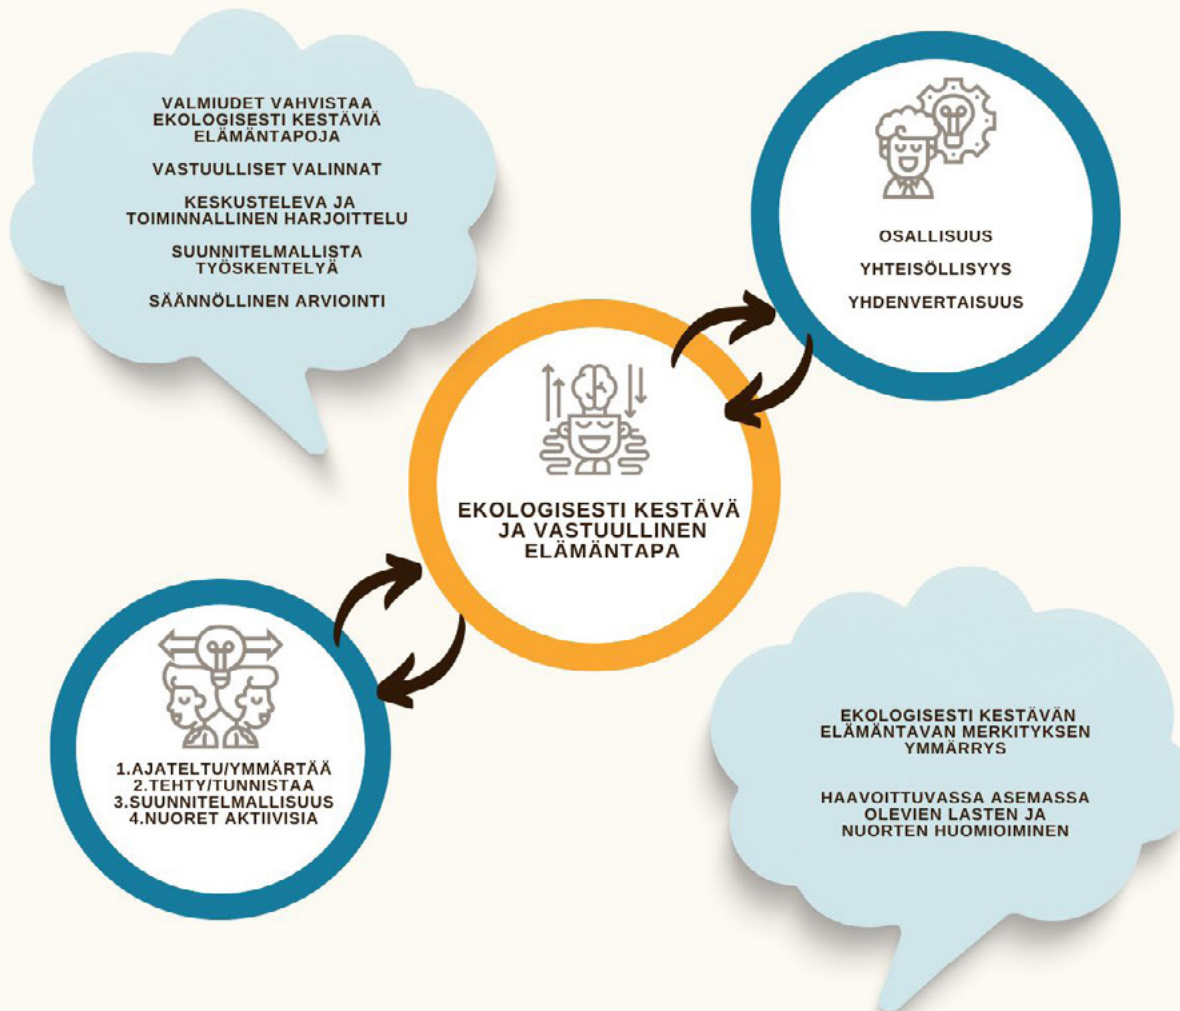 VALMIUDET VAHVISTAA
EKOLOGISESTI KESTÄVIÄ
ELÄMÄNTAPOJA
VASTUULLISET VALINNAT
KESKUSTELEVA JA
TOIMINNALLINEN HARJOITTELU
SUUNNITELMALLISTA
TYÖSKENTELYÄ
SÄÄNNÖLLINEN ARVIOINTI
OSALLISUUS
YHTEISÖLLISYYS
YHDENVERTAISUUS
EKOLOGISESTI KESTÄVÄ
JA VASTUULLINEN
ELÄMÄNTAPA
1.AJATELTU/YMMÄRTÄÄ
2.TEHTY/TUNNISTAA
3.SUUNNITELMALLISUUS
4.NUORET AKTIIVISIA
EKOLOGISESTI KESTÄVÄN
ELÄMÄNTAVAN MERKITYKSEN
YMMÄRRYS
HAAVOITTUVASSA ASEMASSA
OLEVIEN LASTEN JA
NUORTEN HUOMIOIMINEN